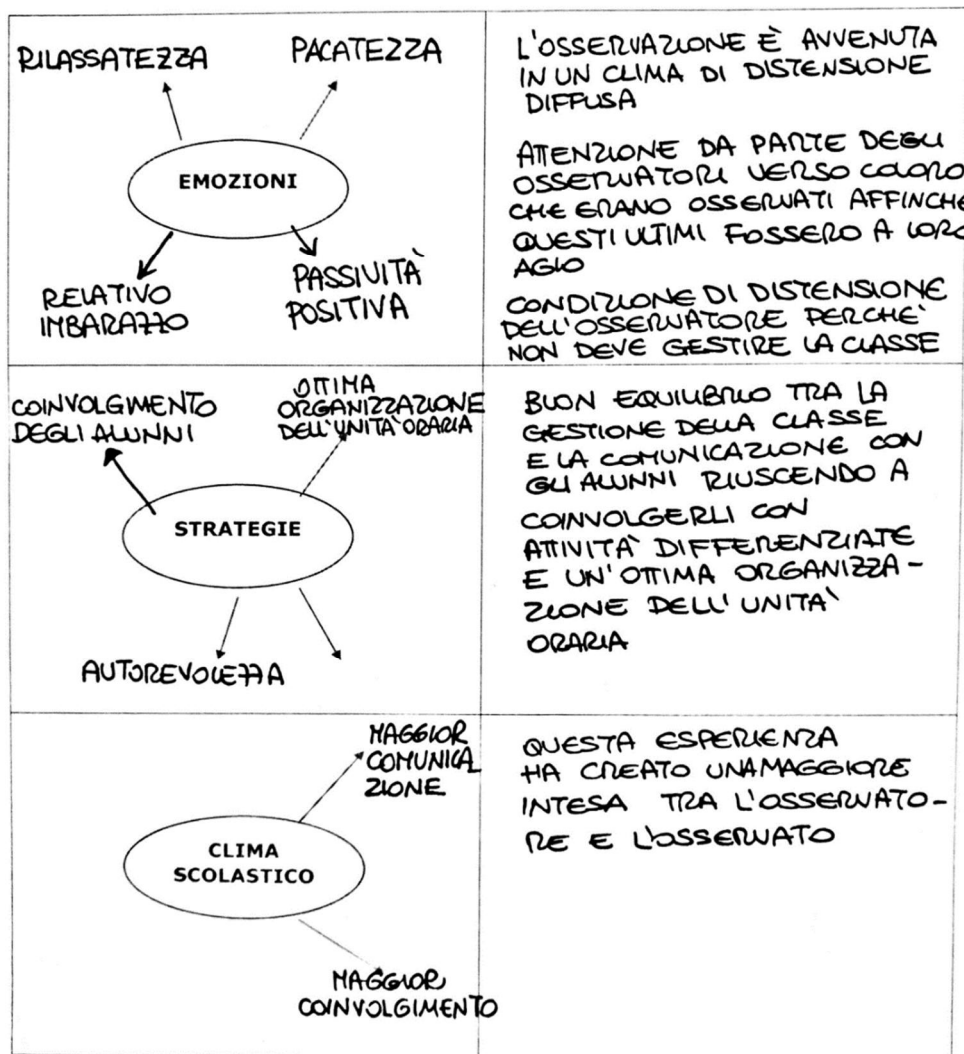 RILASSATEZZA
PACATEZZA
EMOZIONI
RELATIVO
IMBARAZZO
PASSIVITÀ
POSITIVA
L'OSSERVAZIONE È AVVENUTA
IN UN CLIMA DI DISTENSIONE
DIFFUSA
ATTENZIONE DA PARTE DEGLI
OSSERVATORI VERSO COLORO
CHE ERANO OSSERVATI AFFINCHE
QUESTI ULTIMI FOSSERO A LORO
AGIO
CONDIZIONE DI DISTENSIONE
DELL'OSSERVATORE PERCHE'
NON DEVE GESTIRE LA CLASSE
COINVOLGIMENTO
DEGLI ALUNNI
OTTIMA
ORGANIZZAZIONE
DELL'UNITA' ORARIA
STRATEGIE
AUTOREVOLEZZA
BUON EQUILIBRIO TRA LA
GESTIONE DELLA CLASSE
E LA COMUNICAZIONE CON
GLI ALUNNI RIUSCENDO A
COINVOLGERLI CON
ATTIVITÀ DIFFERENZIATE
E UN'OTTIMA ORGANIZZA-
ZIONE DELL'UNITA'
ORARIA
MAGGIOR
COMUNICA
ZIONE
CLIMA
SCOLASTICO
MAGGIOR
COINVOLGIMENTO
QUESTA ESPERIENZA
HA CREATO UNA MAGGIORE
INTESA TRA L'OSSERVATO-
RE E L'OSSERVATO